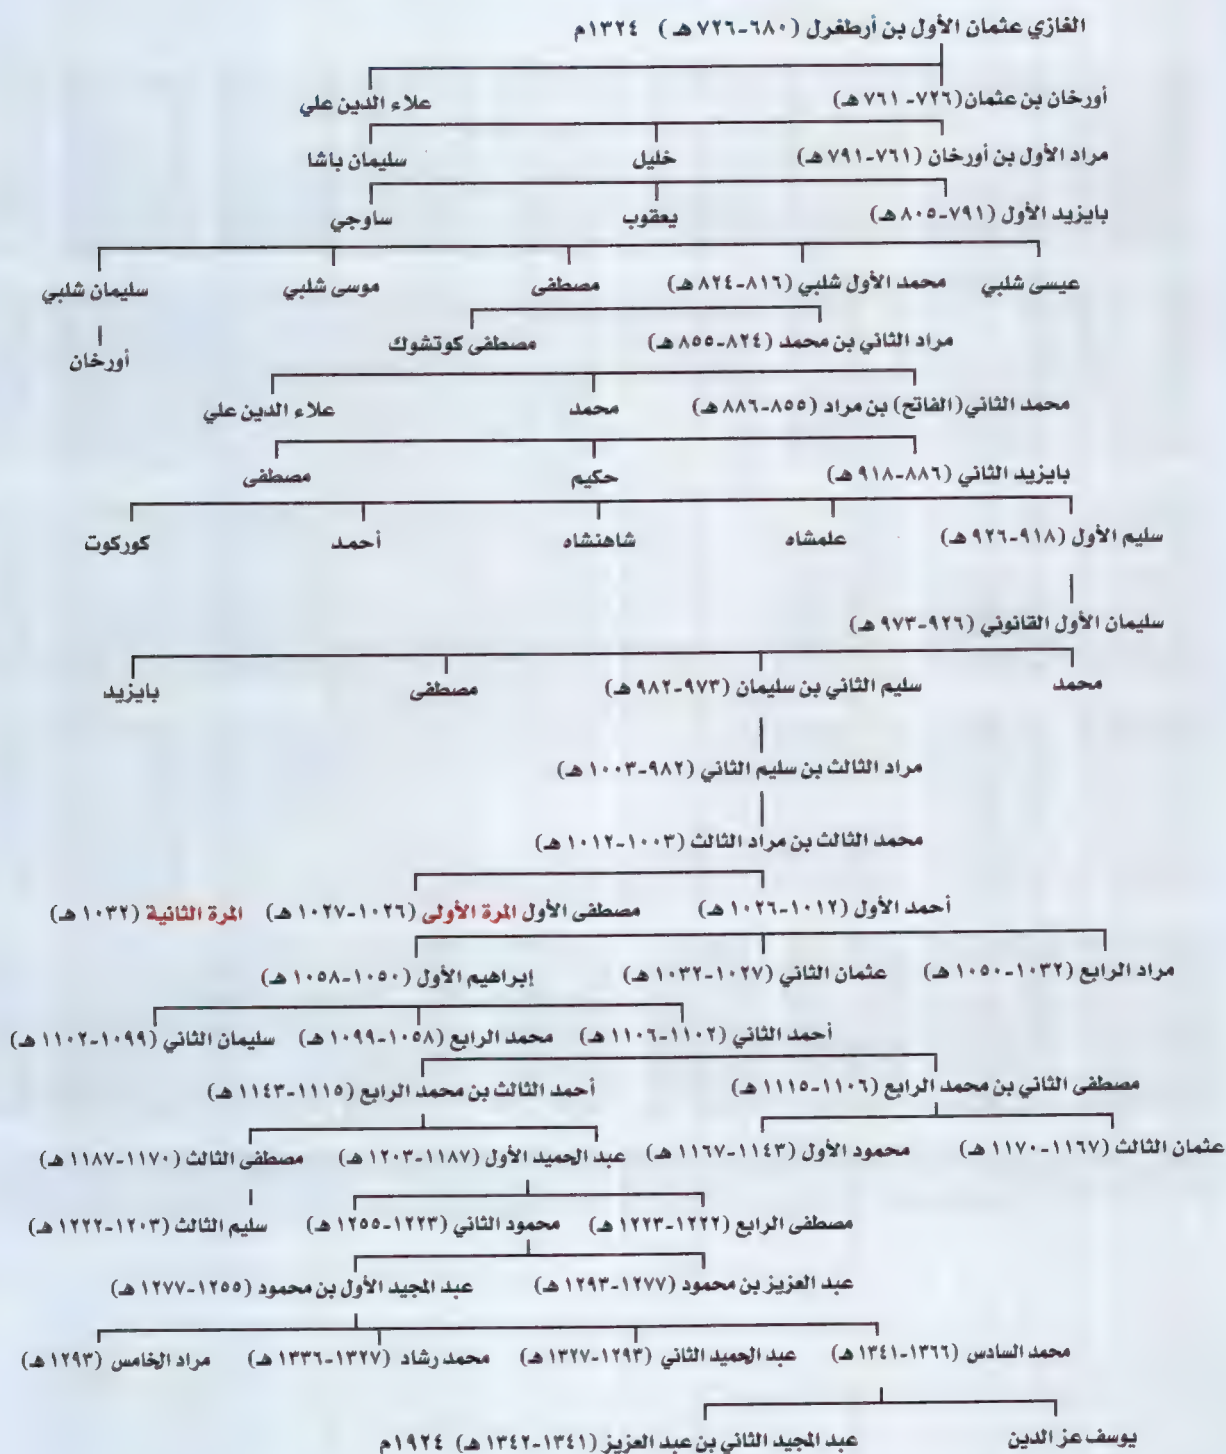 الغازي عثمان الأول بن أرطغرل (٦٨٠-٧٢٦ هـ) ١٣٢٤م
أورخان بن عثمان (٧٢٦- ٧٦١ هـ) علاء الدين علي
مراد الأول بن أورخان (٧٦١-٧٩١ هـ) خليل سليمان باشا
بايزيد الأول (٧٩١-٨٠٥ هـ) يعقوب ساوجي
عيسى شلبي محمد الأول شلبي (٨١٦-٨٢٤ هـ) مصطفى موسى شلبي سليمان شلبي
مراد الثاني بن محمد (٨٢٤-٨٥٥ هـ) مصطفى كوتشوك أورخان
محمد الثاني (الفاتح) بن مراد (٨٥٥-٨٨٦ هـ) محمد علاء الدين علي
بايزيد الثاني (٨٨٦-٩١٨ هـ) حكيم مصطفى
سليم الأول (٩١٨-٩٢٦ هـ) علمشاه شاهنشاه أحمد كوركوت
سليمان الأول القانوني (٩٢٦-٩٧٣ هـ)
محمد سليم الثاني بن سليمان (٩٧٣-٩٨٢ هـ) مصطفى بايزيد
مراد الثالث بن سليم الثاني (٩٨٢-١٠٠٣ هـ)
محمد الثالث بن مراد الثالث (١٠٠٣-١٠١٢ هـ)
أحمد الأول (١٠١٢-١٠٢٦ هـ) مصطفى الأول المرة الأولى (١٠٢٦-١٠٢٧ هـ) المرة الثانية (١٠٣٢ هـ)
مراد الرابع (١٠٣٢-١٠٥٠ هـ) عثمان الثاني (١٠٢٧-١٠٣٢ هـ) إبراهيم الأول (١٠٥٠-١٠٥٨ هـ)
أحمد الثاني (١١٠٢-١١٠٦ هـ) محمد الرابع (١٠٥٨-١٠٩٩ هـ) سليمان الثاني (١٠٩٩-١١٠٢ هـ)
مصطفى الثاني بن محمد الرابع (١١٠٦-١١١٥ هـ) أحمد الثالث بن محمد الرابع (١١١٥-١١٤٣ هـ)
عثمان الثالث (١١٦٧-١١٧٠ هـ) محمود الأول (١١٤٣-١١٦٧ هـ) عبد الحميد الأول (١١٨٧-١٢٠٣ هـ) مصطفى الثالث (١١٧٠-١١٨٧ هـ)
مصطفى الرابع (١٢٢٢-١٢٢٣ هـ) محمود الثاني (١٢٢٣-١٢٥٥ هـ) سليم الثالث (١٢٠٣-١٢٢٢ هـ)
عبد العزيز بن محمود (١٢٧٧-١٢٩٣ هـ) عبد المجيد الأول بن محمود (١٢٥٥-١٢٧٧ هـ)
محمد السادس (١٣٦٦-١٣٤١ هـ) عبد الحميد الثاني (١٢٩٣-١٣٢٧ هـ) محمد رشاد (١٣٢٧-١٣٣٦ هـ) مراد الخامس (١٢٩٣ هـ)
يوسف عز الدين عبد المجيد الثاني بن عبد العزيز (١٣٤١-١٣٤٢ هـ) ١٩٢٤م